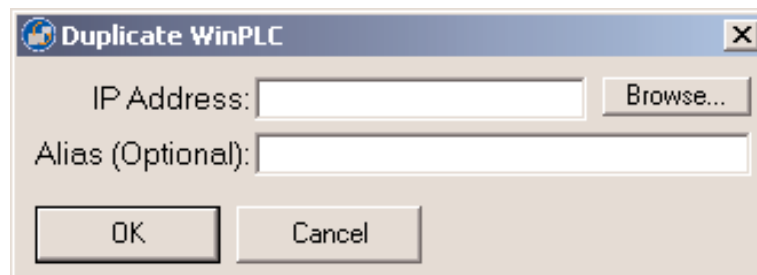 Duplicate WinPLC
IP Address: Browse...
Alias (Optional):
OK Cancel